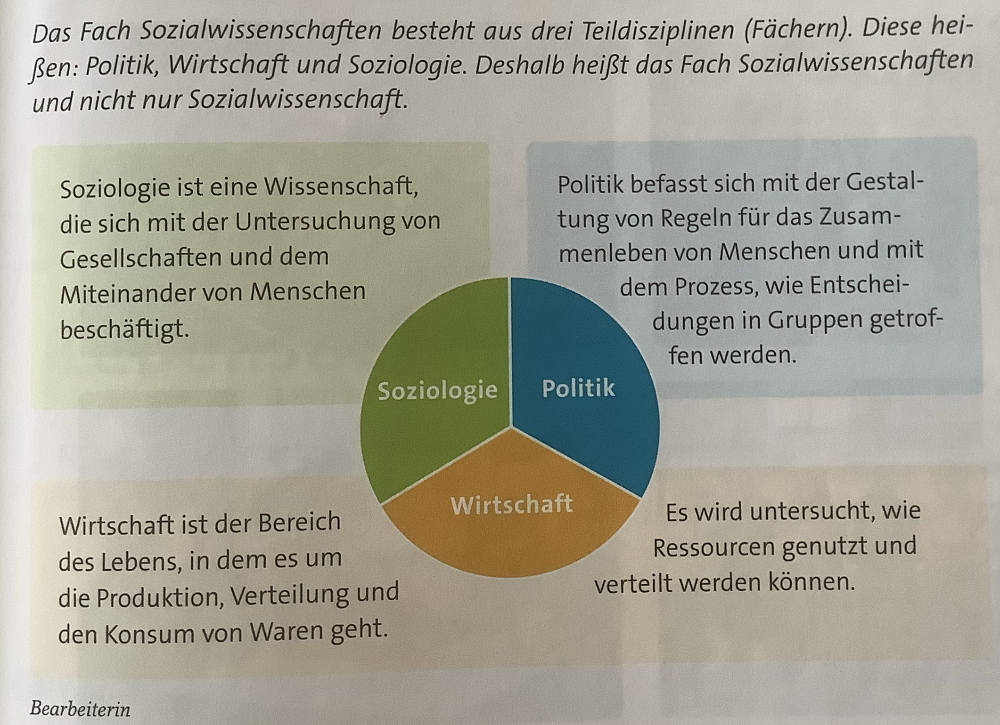 Das Fach Sozialwissenschaften besteht aus drei Teildisziplinen (Fächern). Diese hei-
ßen: Politik, Wirtschaft und Soziologie. Deshalb heißt das Fach Sozialwissenschaften
und nicht nur Sozialwissenschaft.
Soziologie ist eine Wissenschaft,
die sich mit der Untersuchung von
Gesellschaften und dem
Miteinander von Menschen
beschäftigt.
Politik befasst sich mit der Gestal-
tung von Regeln für das Zusam-
menleben von Menschen und mit
dem Prozess, wie Entschei-
dungen in Gruppen getrof-
fen werden.
Soziologie
Politik
Wirtschaft
Wirtschaft ist der Bereich
des Lebens, in dem es um
die Produktion, Verteilung und
den Konsum von Waren geht.
Es wird untersucht, wie
Ressourcen genutzt und
verteilt werden können.
Bearbeiterin